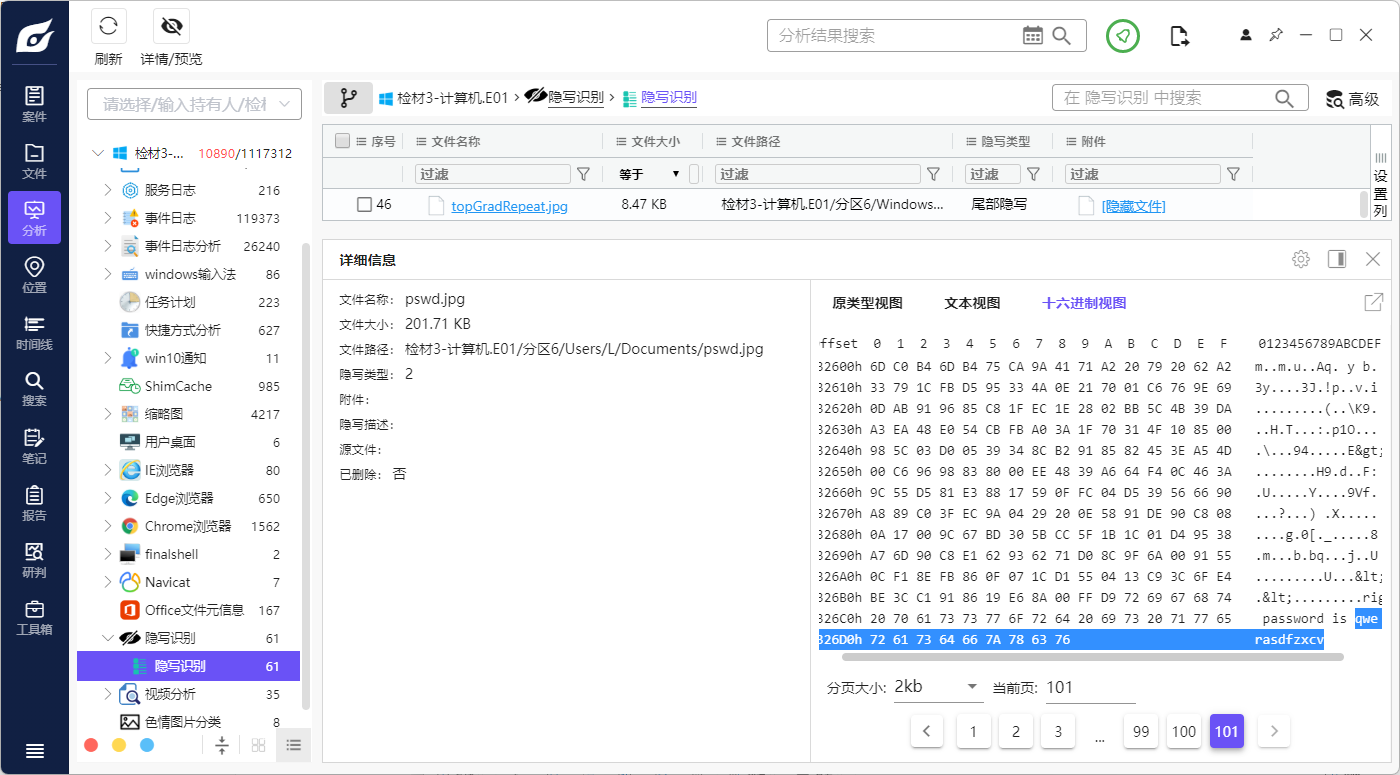 刷新
详情/预览
分析结果搜索
案件
文件
分析
位置
时间线
搜索
笔记
报告
研判
工具箱
请选择/输入持有人/检材
检材3-... 10890/1117312
服务日志 216
事件日志 119373
事件日志分析 26240
windows输入法 86
任务计划 223
快捷方式分析 627
win10通知 11
ShimCache 985
缩略图 4217
用户桌面 6
IE浏览器 80
Edge浏览器 650
Chrome浏览器 1562
finalshell 2
Navicat 7
Office文件元信息 167
隐写识别 61
隐写识别 61
视频分析 35
色情图片分类 8
检材3-计算机.E01 › 隐写识别 › 隐写识别
在 隐写识别 中搜索
高级
序号 文件名称 文件大小 文件路径 隐写类型 附件
过滤 等于 过滤 过滤 过滤
46 topGradRepeat.jpg 8.47 KB 检材3-计算机.E01/分区6/Windows... 尾部隐写 [隐藏文件]
设置列
详细信息
文件名称: pswd.jpg
文件大小: 201.71 KB
文件路径: 检材3-计算机.E01/分区6/Users/L/Documents/pswd.jpg
隐写类型: 2
附件:
隐写描述:
源文件:
已删除: 否
原类型视图 文本视图 十六进制视图
ffset 0 1 2 3 4 5 6 7 8 9 A B C D E F 0123456789ABCDEF
32600h 6D C0 B4 6D B4 75 CA 9A 41 71 A2 20 79 20 62 A2 m..m.u..Aq. y b.
32610h 33 79 1C FB D5 95 33 4A 0E 21 70 01 C6 76 9E 69 3y....3J.!p..v.i
32620h 0D AB 91 96 85 C8 1F EC 1E 28 02 BB 5C 4B 39 DA .........(..\K9.
32630h A3 EA 48 E0 54 CB FB A0 3A 1F 70 31 4F 10 85 00 ..H.T...:.p1O...
32640h 98 5C 03 D0 05 39 34 8C B2 91 85 82 45 3E A5 4D .\...94.....E&gt;
32650h 00 C6 96 98 83 80 00 EE 48 39 A6 64 F4 0C 46 3A ........H9.d..F:
32660h 9C 55 D5 81 E3 88 17 59 0F FC 04 D5 39 56 66 90 .U.....Y....9Vf.
32670h A8 89 C0 3F EC 9A 04 29 20 0E 58 91 DE 90 C8 08 ...?...) .X.....
32680h 0A 17 00 9C 67 BD 30 5B CC 5F 1B 1C 01 D4 95 38 ....g.0[._.....8
32690h A7 6D 90 C8 E1 62 93 62 71 D0 8C 9F 6A 00 91 55 .m...b.bq...j..U
326A0h 0C F1 8E FB 86 0F 07 1C D1 55 04 13 C9 3C 6F E4 .........U...&lt;
326B0h BE 3C C1 91 86 19 E6 8A 00 FF D9 72 69 67 68 74 .&lt;.........rig
326C0h 20 70 61 73 73 77 6F 72 64 20 69 73 20 71 77 65 password is qwe
326D0h 72 61 73 64 66 7A 78 63 76 rasdfzxcv
分页大小: 2kb 当前页: 101
1 2 3 ... 99 100 101